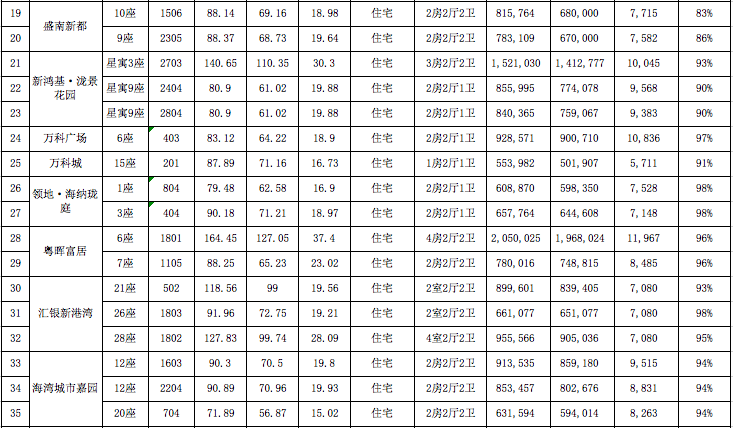 19 盛南新都 10座 1506 88.14 69.16 18.98 住宅 2房2厅2卫 815,764 680,000 7,715 83%
20 9座 2305 88.37 68.73 19.64 住宅 2房2厅2卫 783,109 670,000 7,582 86%
21 新鸿基·泷景花园 星寓3座 2703 140.65 110.35 30.3 住宅 3房2厅2卫 1,521,030 1,412,777 10,045 93%
22 星寓9座 2404 80.9 61.02 19.88 住宅 2房2厅1卫 855,995 774,078 9,568 90%
23 星寓9座 2804 80.9 61.02 19.88 住宅 2房2厅1卫 840,365 759,067 9,383 90%
24 万科广场 6座 403 83.12 64.22 18.9 住宅 2房2厅1卫 928,571 900,710 10,836 97%
25 万科城 15座 201 87.89 71.16 16.73 住宅 1房2厅1卫 553,982 501,907 5,711 91%
26 领地·海纳珑庭 1座 804 79.48 62.58 16.9 住宅 2房2厅1卫 608,870 598,350 7,528 98%
27 3座 404 90.18 71.21 18.97 住宅 2房2厅1卫 657,764 644,608 7,148 98%
28 粤晖富居 6座 1801 164.45 127.05 37.4 住宅 4房2厅2卫 2,050,025 1,968,024 11,967 96%
29 7座 1105 88.25 65.23 23.02 住宅 2房2厅2卫 780,016 748,815 8,485 96%
30 汇银新港湾 21座 502 118.56 99 19.56 住宅 2室2厅2卫 899,601 839,405 7,080 93%
31 26座 1803 91.96 72.75 19.21 住宅 2室2厅2卫 661,077 651,077 7,080 98%
32 28座 1802 127.83 99.74 28.09 住宅 4室2厅2卫 955,566 905,036 7,080 95%
33 海湾城市嘉园 12座 1603 90.3 70.5 19.8 住宅 2房2厅2卫 913,535 859,180 9,515 94%
34 12座 2204 90.89 70.96 19.93 住宅 2房2厅2卫 853,457 802,676 8,831 94%
35 20座 704 71.89 56.87 15.02 住宅 2房2厅2卫 631,594 594,014 8,263 94%